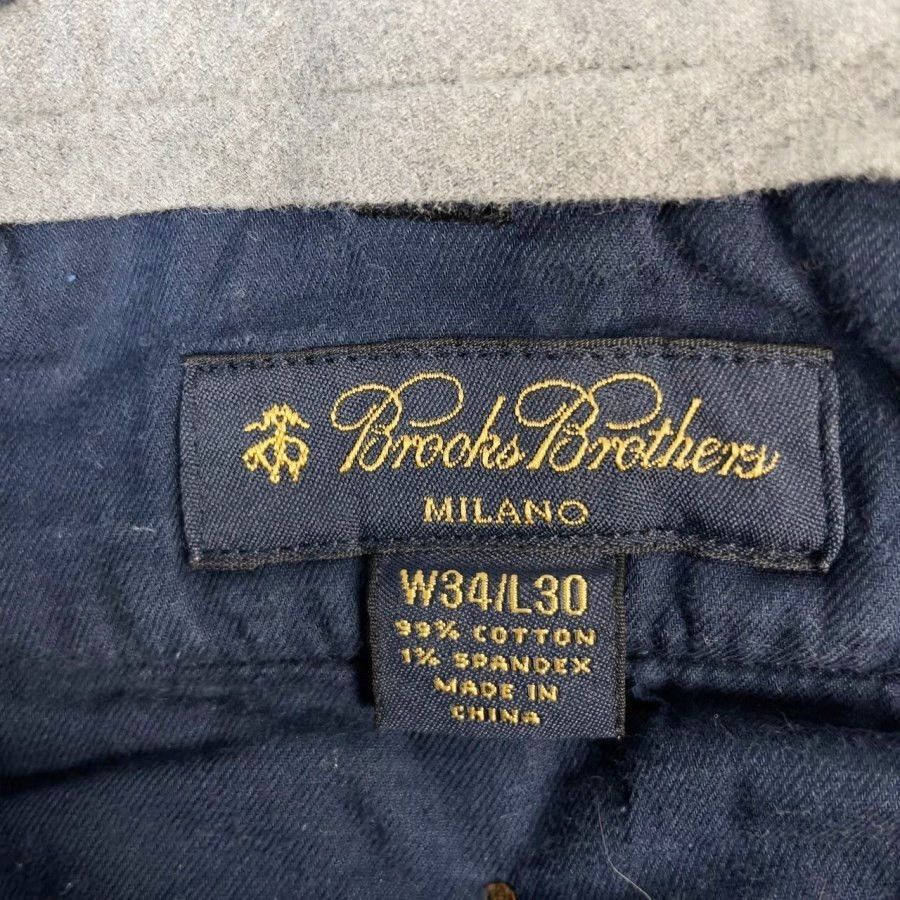 Brooks Brothers
MILANO
W34/L30
99% COTTON
1% SPANDEX
MADE IN
CHINA